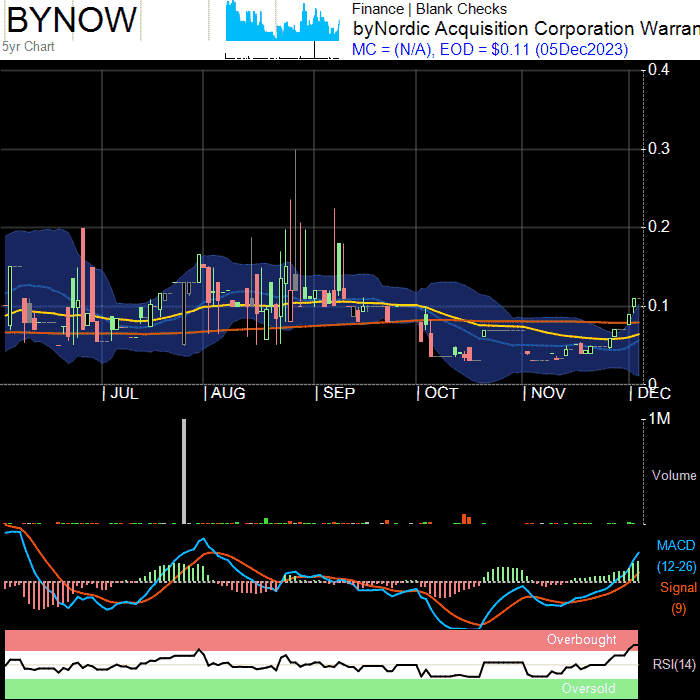 BYNOW
5yr Chart
Finance | Blank Checks
byNordic Acquisition Corporation Warran
MC = (N/A), EOD = $0.11 (05Dec2023)
0.4
0.3
0.2
0.1
0
JUL AUG SEP OCT NOV DEC
1M
Volume
MACD
(12-26)
Signal
(9)
Overbought
RSI(14)
Oversold